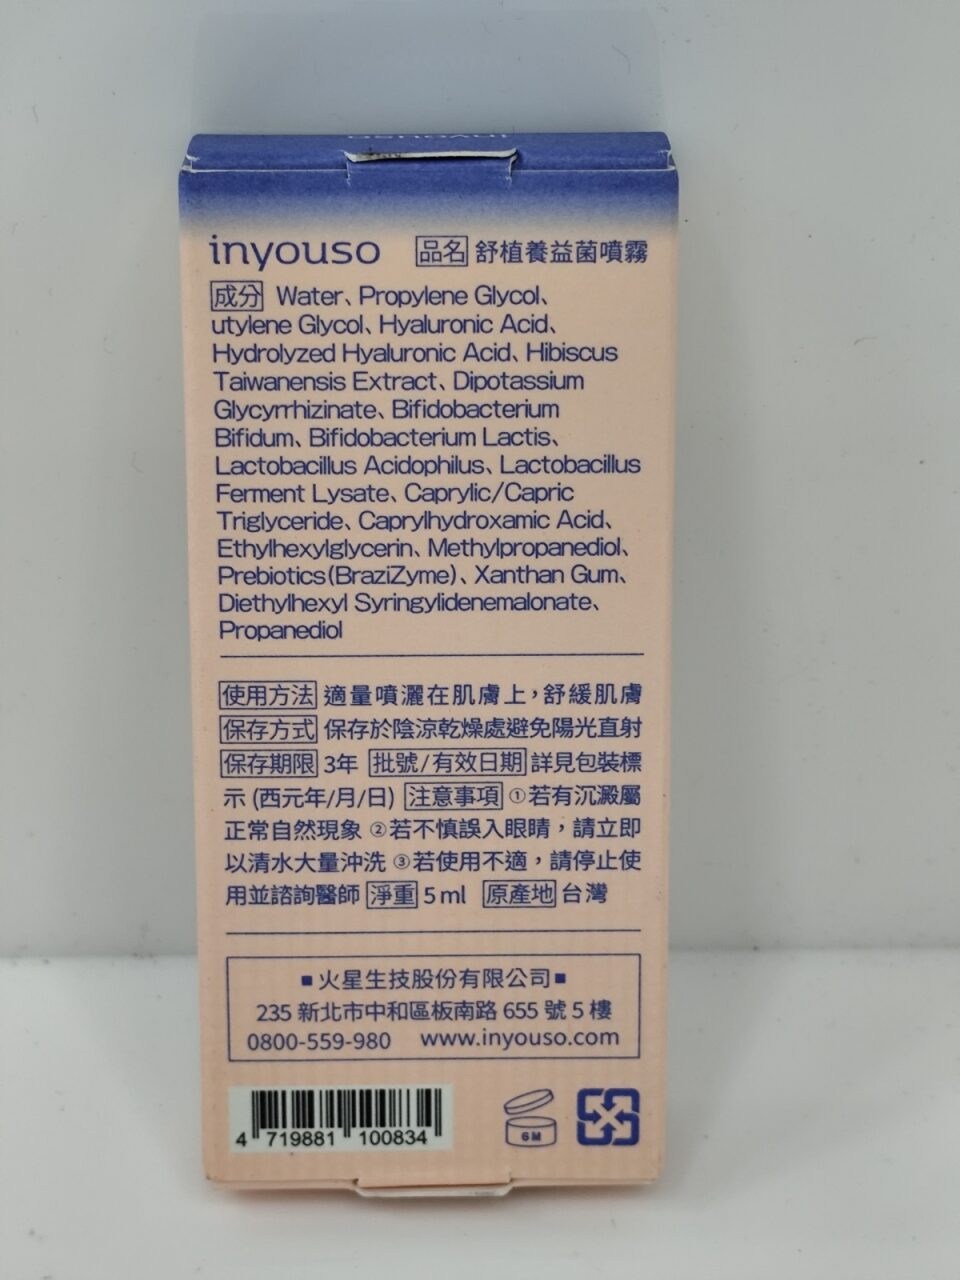 inyouso 品名 舒植養益菌噴霧
成分 Water、Propylene Glycol、
utylene Glycol、Hyaluronic Acid、
Hydrolyzed Hyaluronic Acid、Hibiscus
Taiwanensis Extract、Dipotassium
Glycyrrhizinate、Bifidobacterium
Bifidum、Bifidobacterium Lactis、
Lactobacillus Acidophilus、Lactobacillus
Ferment Lysate、Caprylic/Capric
Triglyceride、Caprylhydroxamic Acid、
Ethylhexylglycerin、Methylpropanediol、
Prebiotics(BraziZyme)、Xanthan Gum、
Diethylhexyl Syringylidenemalonate、
Propanediol
使用方法 適量噴灑在肌膚上，舒緩肌膚
保存方式 保存於陰涼乾燥處避免陽光直射
保存期限 3年 批號/有效日期 詳見包裝標
示 (西元年/月/日) 注意事項 ①若有沉澱屬
正常自然現象 ②若不慎誤入眼睛，請立即
以清水大量沖洗 ③若使用不適，請停止使
用並諮詢醫師 淨重 5ml 原產地 台灣
▪火星生技股份有限公司▪
235 新北市中和區板南路 655 號 5 樓
0800-559-980 www.inyouso.com
4 719881 100834
6M